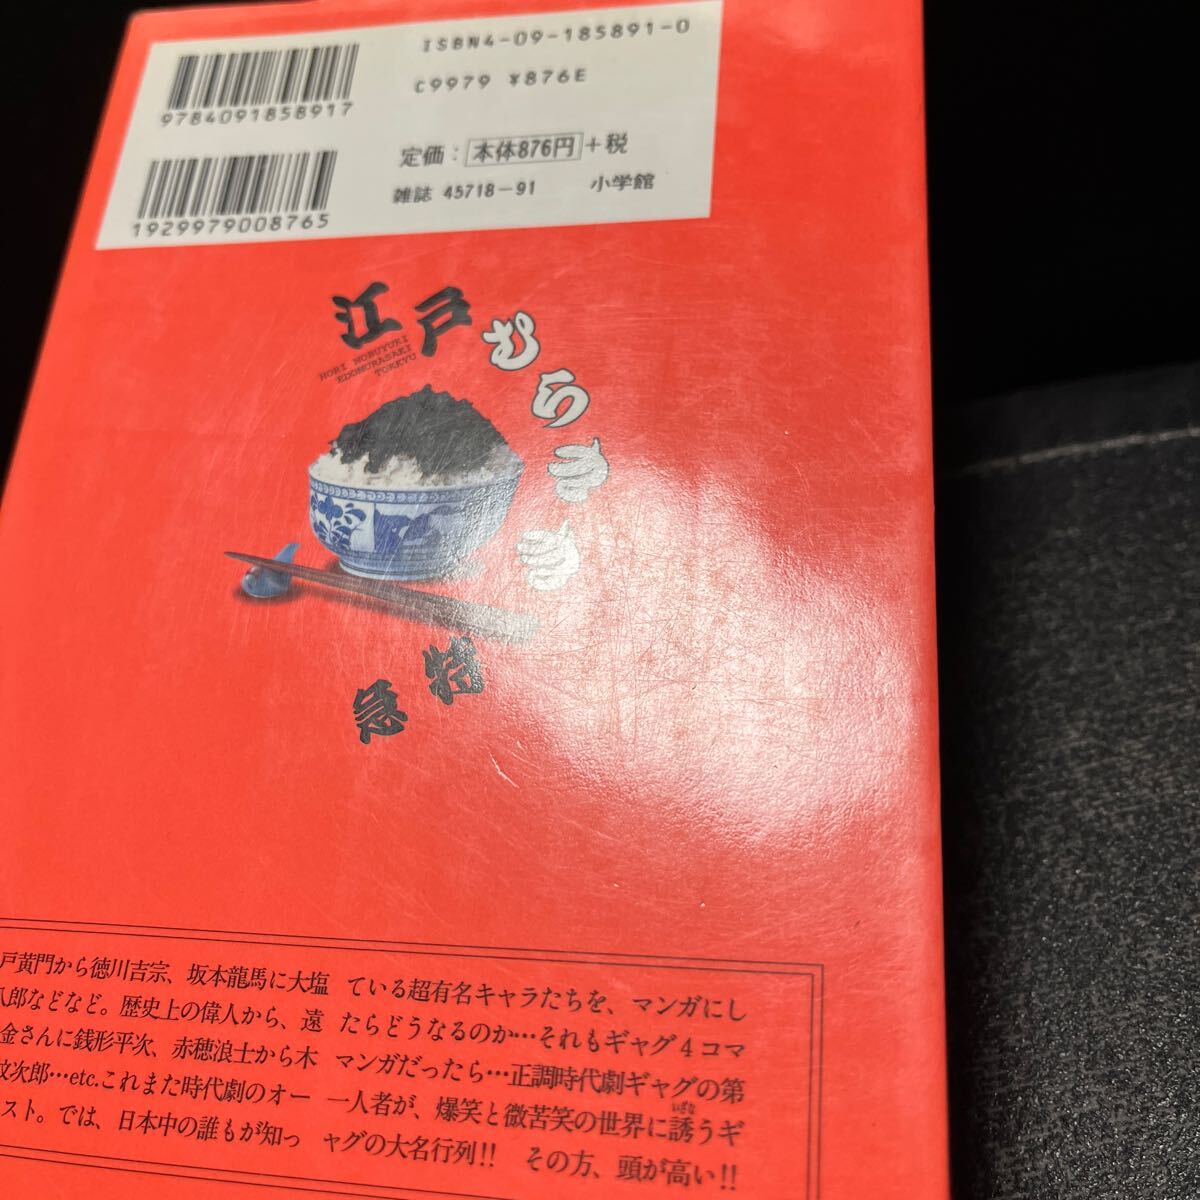 ISBN4-09-185891-0
C9979 ¥876E
9784091858917
定価：本体876円＋税
雑誌 45718-91 小学館
1929979008765
江戸むらさき
HORI NOBUYUKI
EDOMURASAKI
TOKKYU
特急
戸黄門から徳川吉宗、坂本龍馬に大塩
八郎などなど。歴史上の偉人から、遠
金さんに銭形平次、赤穂浪士から木
紋次郎…etc.これまた時代劇のオー
スト。では、日本中の誰もが知っ
ている超有名キャラたちを、マンガにし
たらどうなるのか…それもギャグ４コマ
マンガだったら…正調時代劇ギャグの第
一人者が、爆笑と微苦笑の世界に誘うギ
いざな
ャグの大名行列!! その方、頭が高い!!